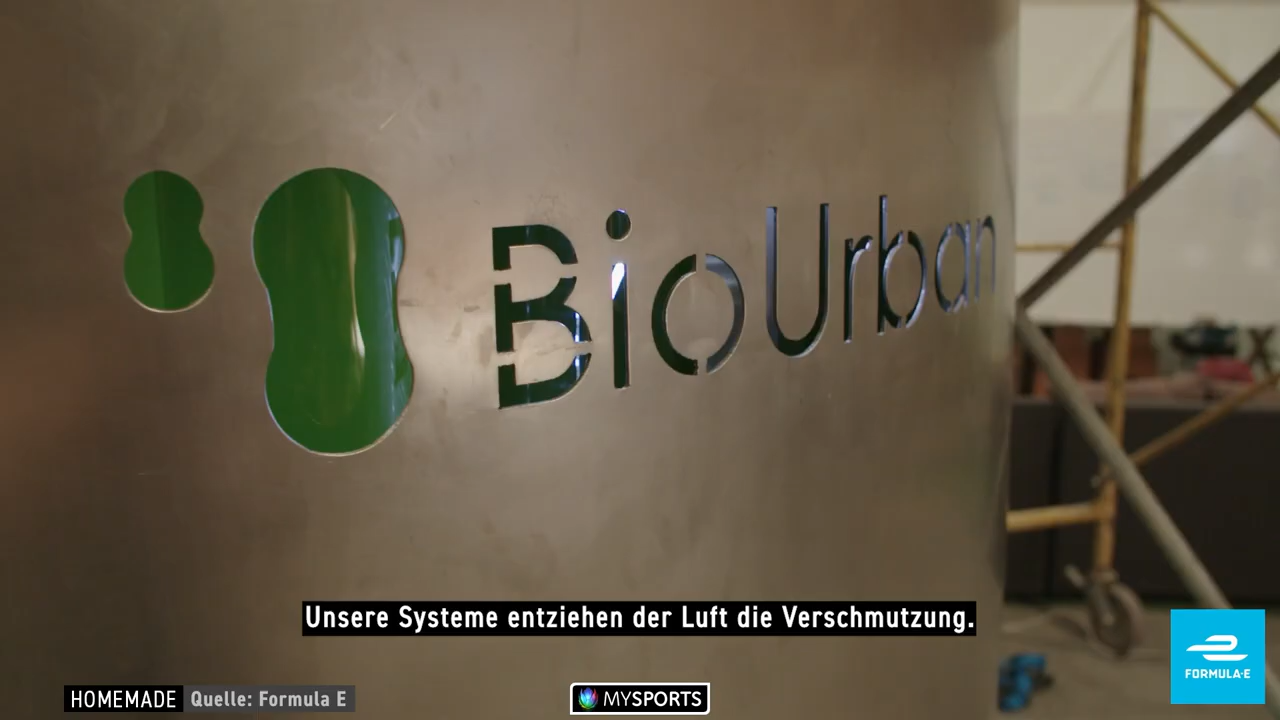 BioUrban
Unsere Systeme entziehen der Luft die Verschmutzung.
HOMEMADE Quelle: Formula E
MYSPORTS
FORMULA-E